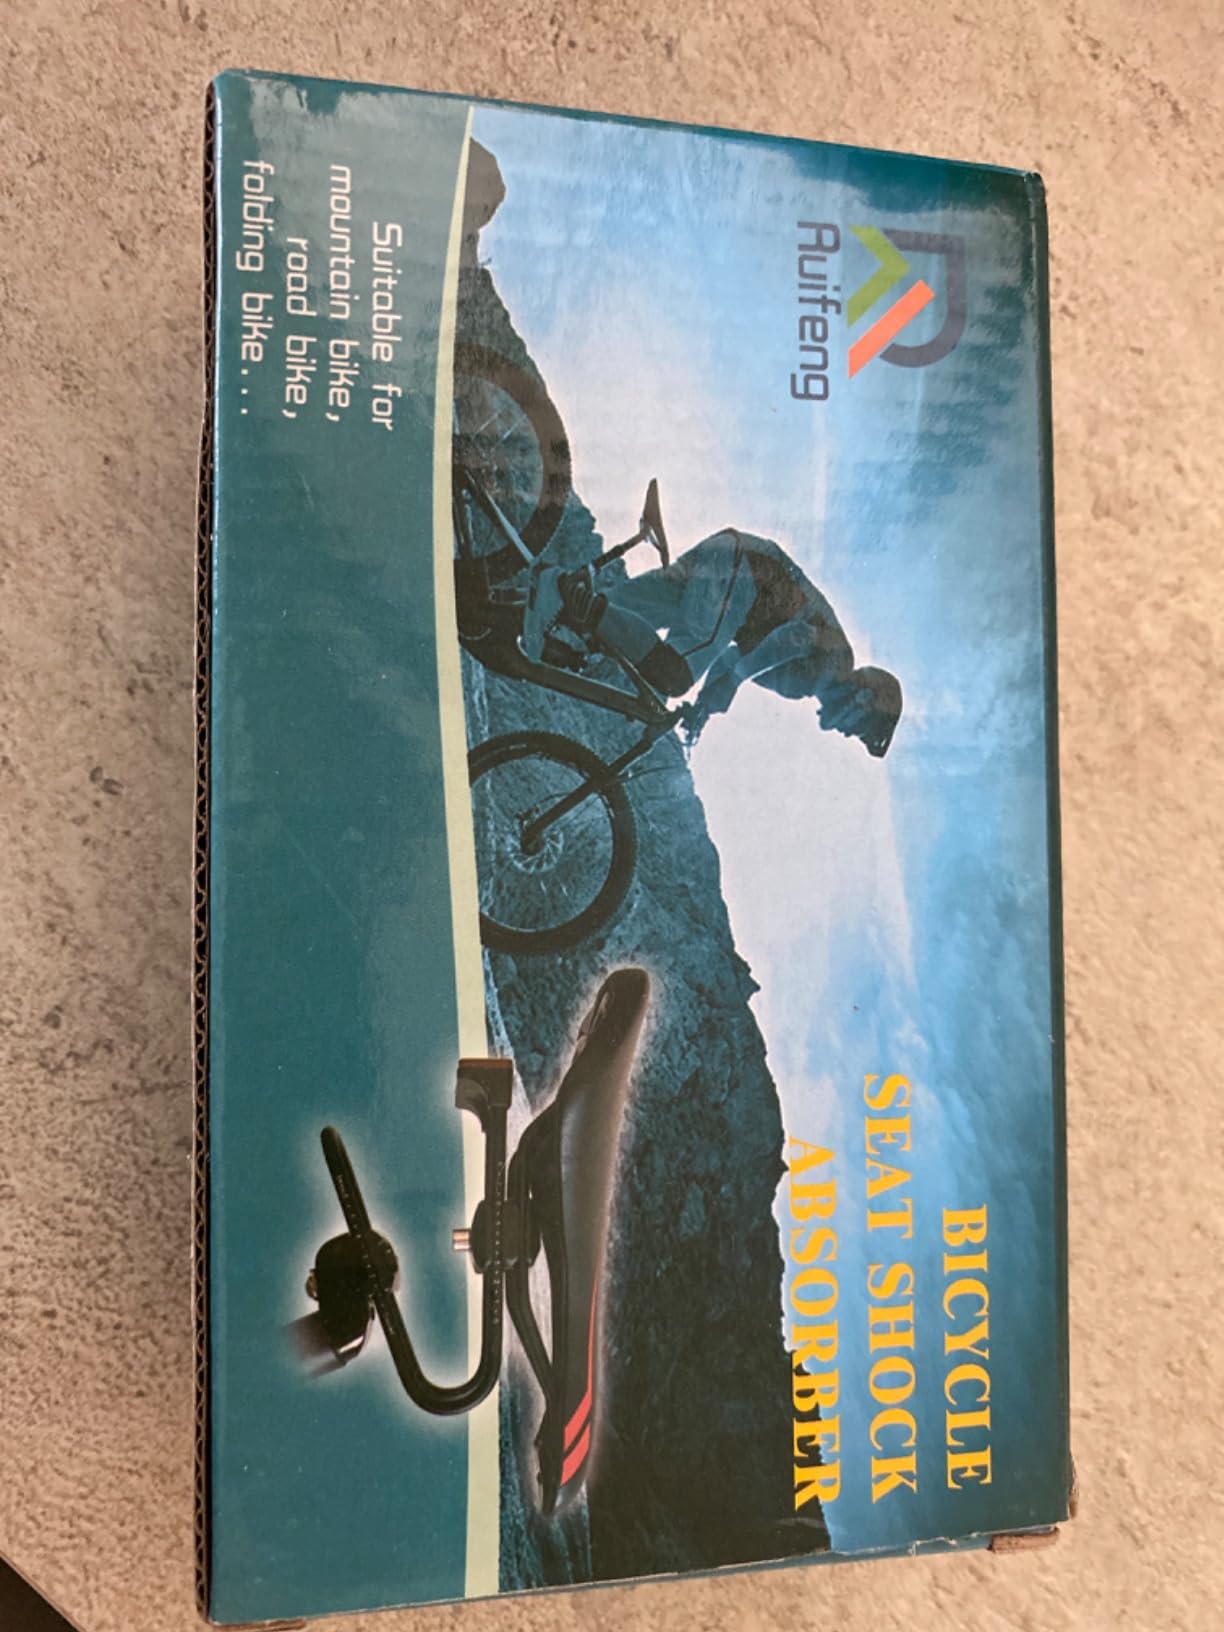 Ruifeng
BICYCLE
SEAT SHOCK
ABSORBER
Suitable for
mountain bike,
road bike,
folding bike...